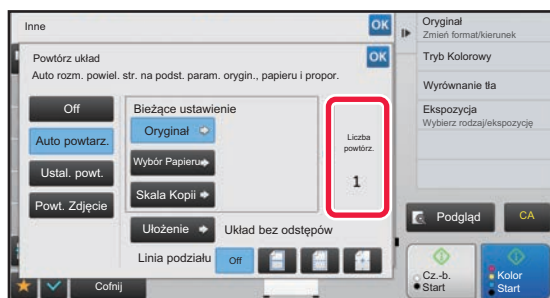 Inne
OK
Powtórz układ
OK
Auto rozm. powiel. str. na podst. param. orygin., papieru i propor.
Off
Auto powtarz.
Ustal. powt.
Powt. Zdjęcie
Bieżące ustawienie
Oryginał
Wybór Papieru
Skala Kopii
Ułożenie
Układ bez odstępów
Linia podziału
Off
Liczba
powtórz.
1
Cofnij
Oryginał
Zmień format/kierunek
Tryb Kolorowy
Wyrównanie tła
Ekspozycja
Wybierz rodzaj/ekspozycję
Podgląd
CA
Cz.-b.
Start
Kolor
Start